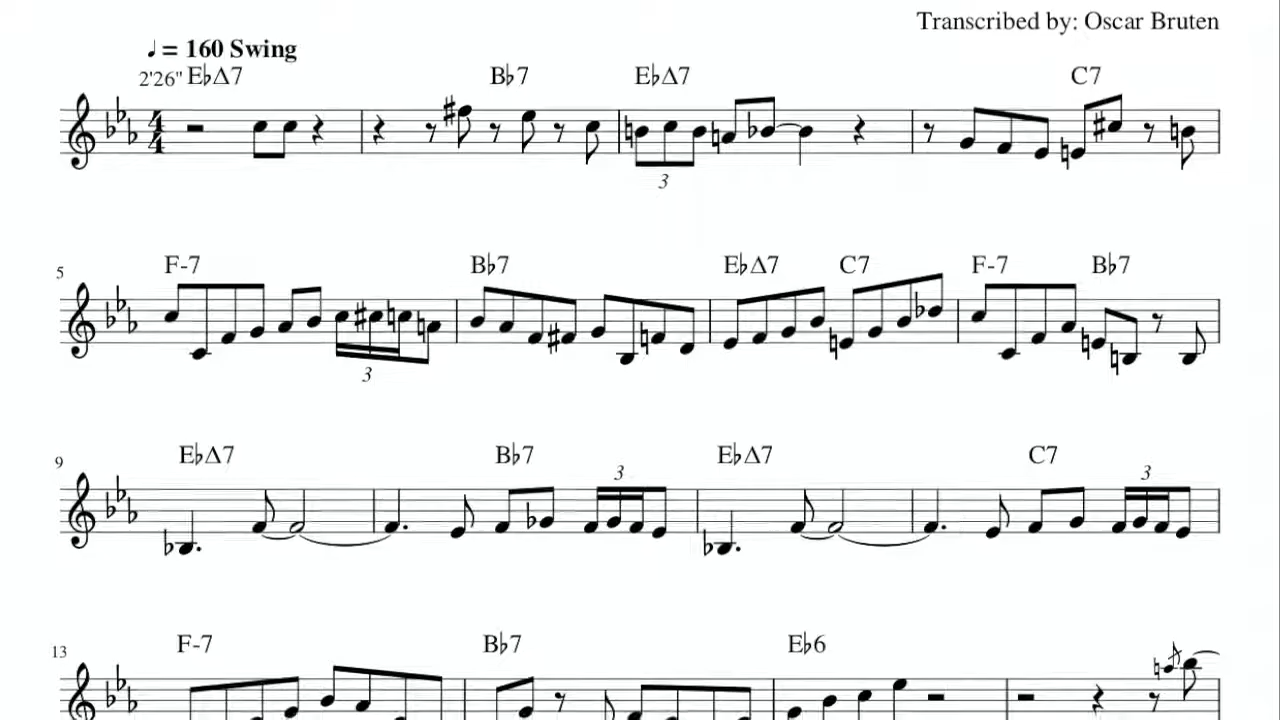 Transcribed by: Oscar Bruten
♩ = 160 Swing
2'26" E♭Δ7 B♭7 E♭Δ7 C7
3
5 F-7 B♭7 E♭Δ7 C7 F-7 B♭7
3
9 E♭Δ7 B♭7 E♭Δ7 C7
3 3
13 F-7 B♭7 E♭6